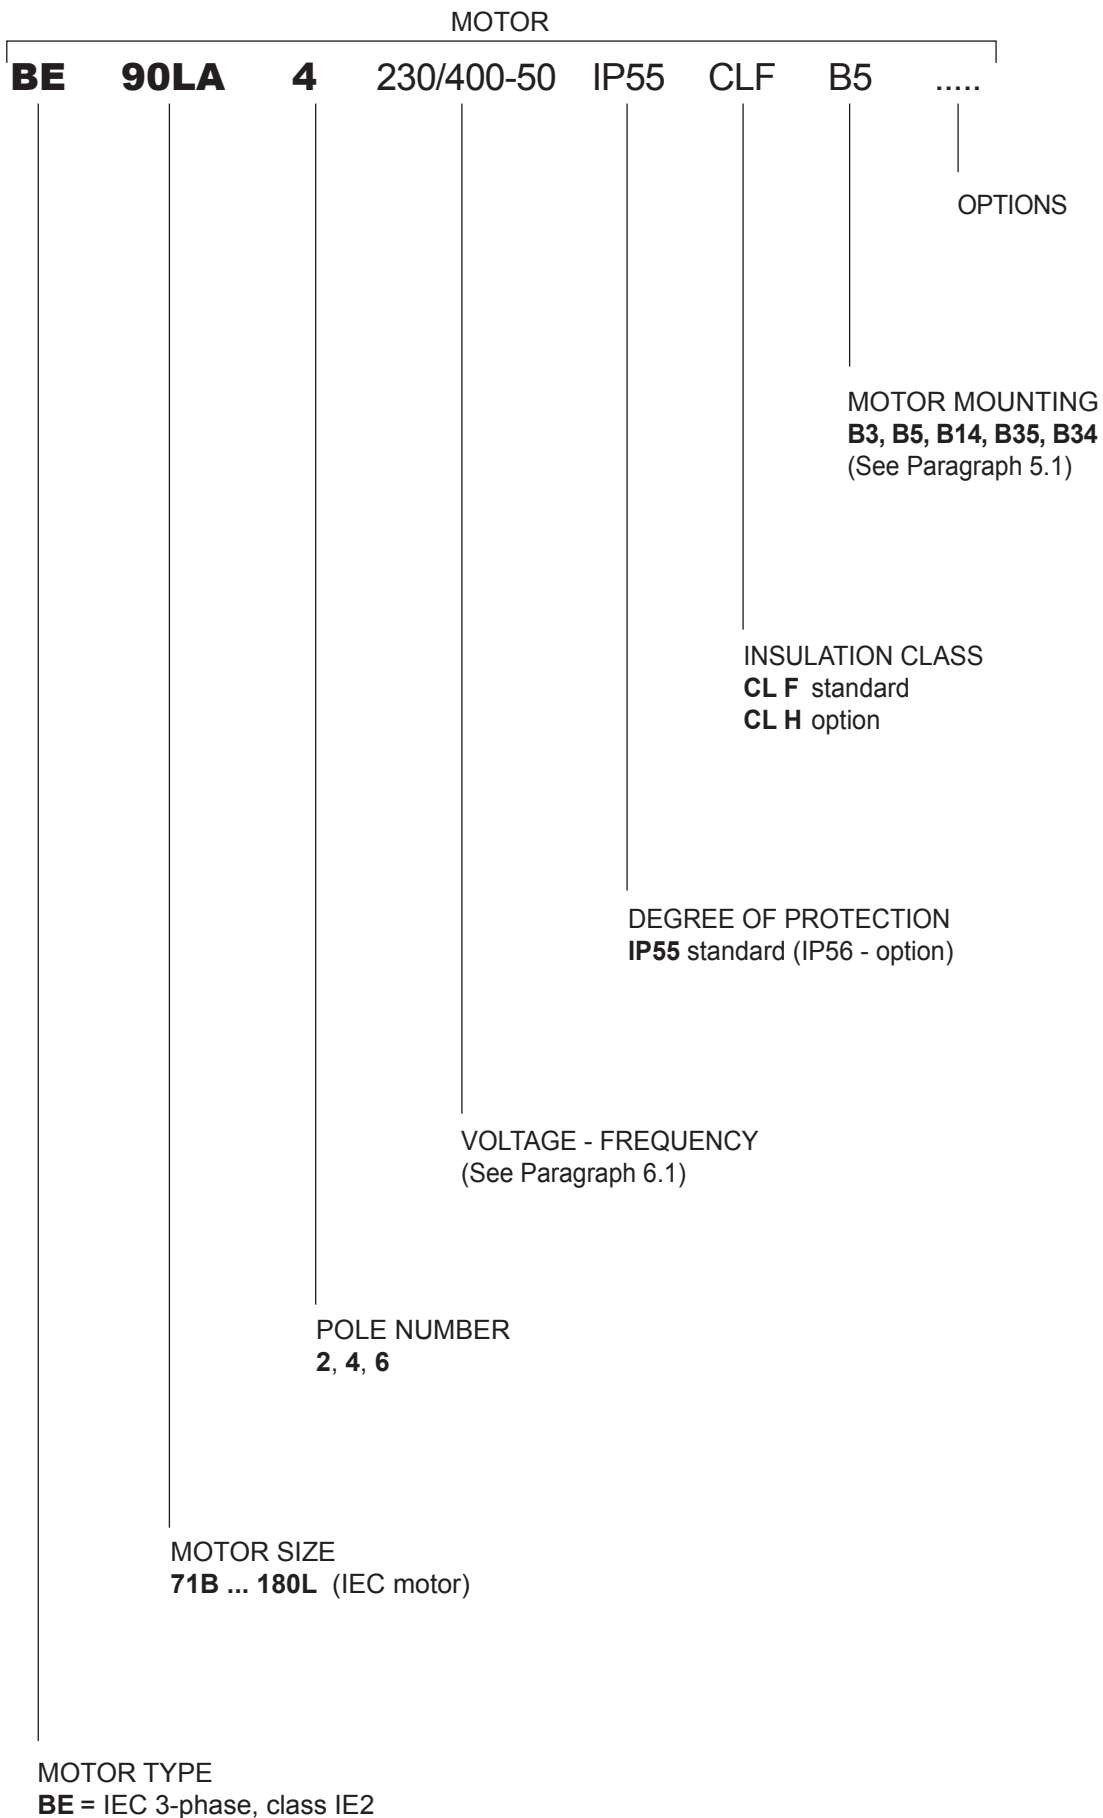 MOTOR
BE 90LA 4 230/400-50 IP55 CLF B5 .....
OPTIONS
MOTOR MOUNTING
B3, B5, B14, B35, B34
(See Paragraph 5.1)
INSULATION CLASS
CL F standard
CL H option
DEGREE OF PROTECTION
IP55 standard (IP56 - option)
VOLTAGE - FREQUENCY
(See Paragraph 6.1)
POLE NUMBER
2, 4, 6
MOTOR SIZE
71B ... 180L (IEC motor)
MOTOR TYPE
BE = IEC 3-phase, class IE2